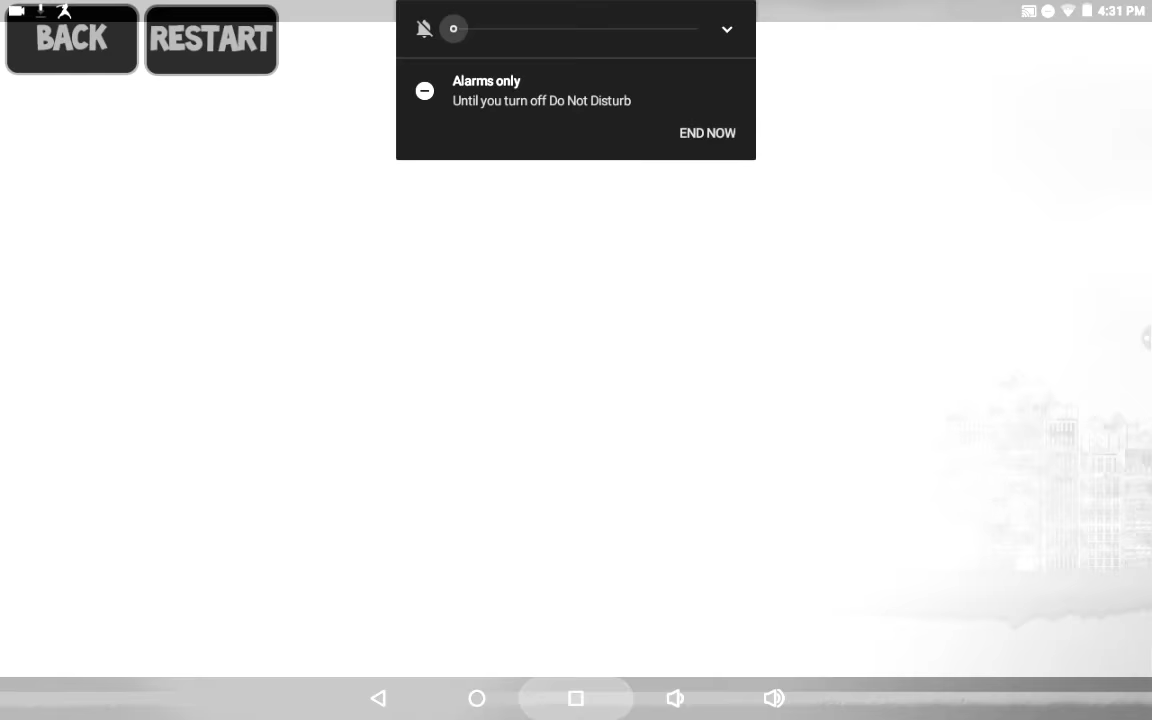 4:31 PM
BACK
RESTART
Alarms only
Until you turn off Do Not Disturb
END NOW